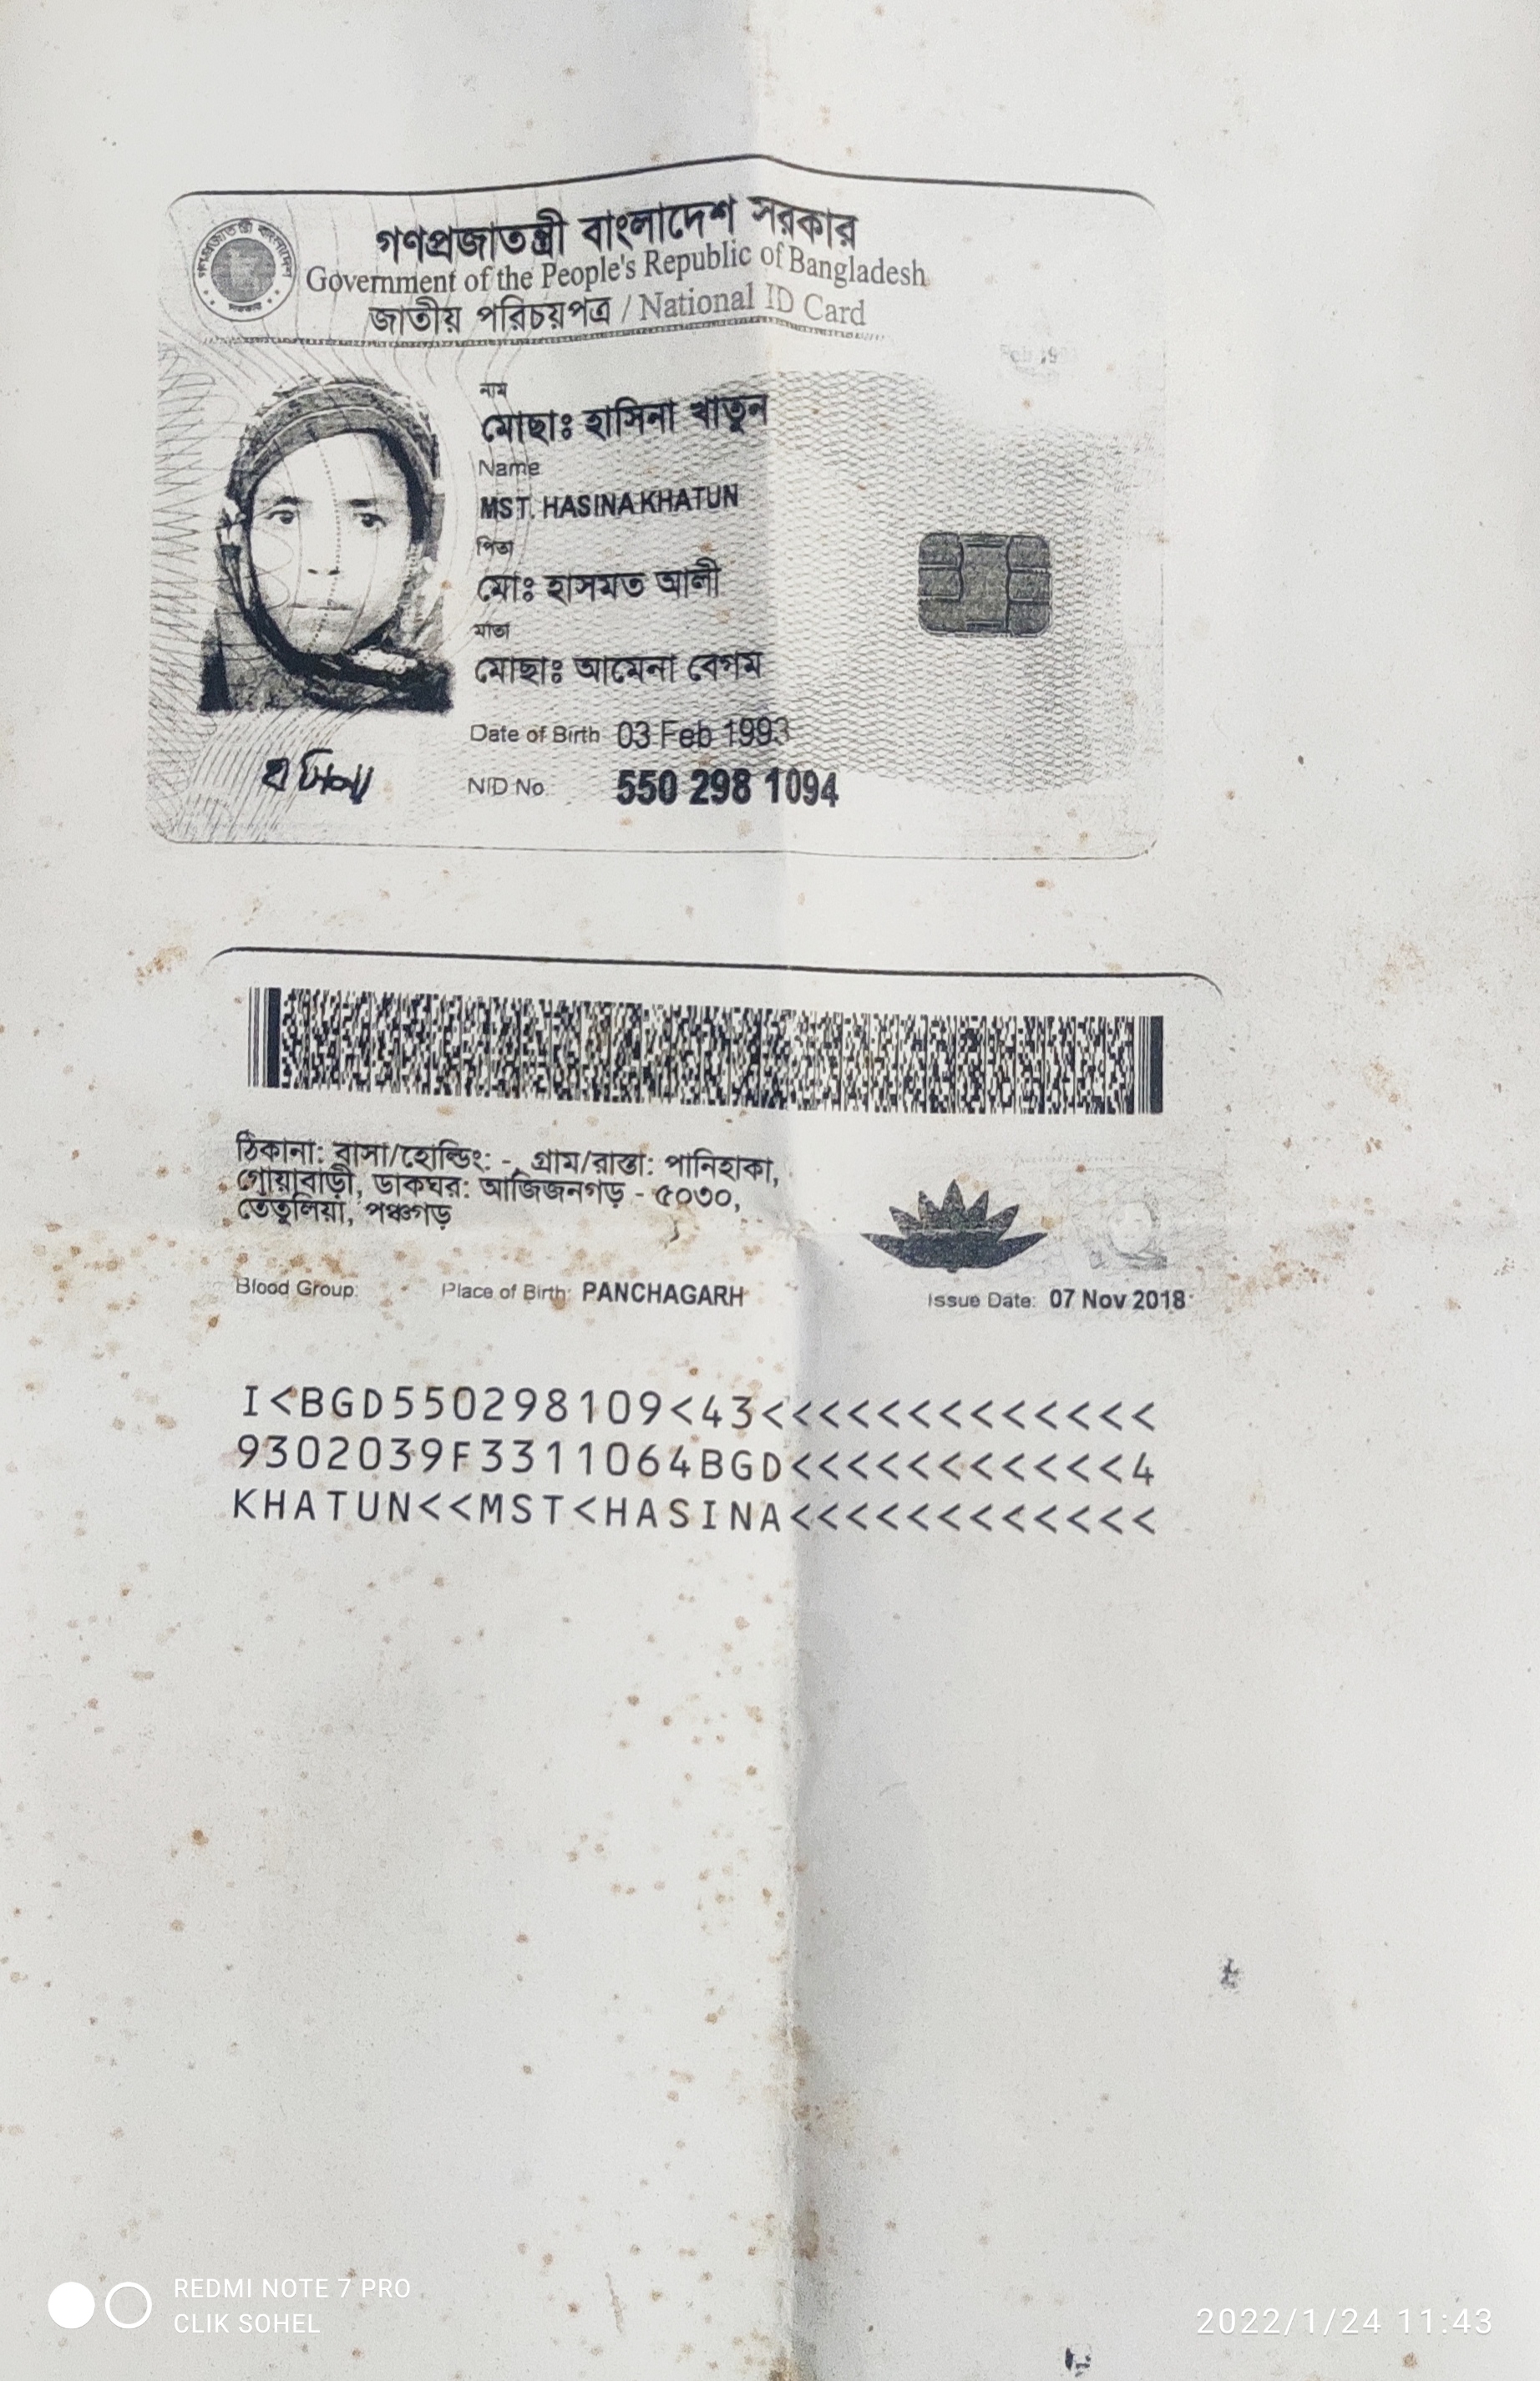 গণপ্রজাতন্ত্রী বাংলাদেশ সরকার
Government of the People's Republic of Bangladesh
জাতীয় পরিচয়পত্র / National ID Card
নাম
মোছাঃ হাসিনা খাতুন
Name
MST. HASINA KHATUN
পিতা
মোঃ হাসমত আলী
মাতা
মোছাঃ আমেনা বেগম
Date of Birth 03 Feb 1993
হাসিনা
NID No. 550 298 1094
ঠিকানা: বাসা/হোল্ডিং: -, গ্রাম/রাস্তা: পানিহাকা,
গোয়াবাড়ী, ডাকঘর: আজিজনগড় - ৫০৩০,
তেতুলিয়া, পঞ্চগড়
Blood Group: Place of Birth: PANCHAGARH Issue Date: 07 Nov 2018
I<BGD550298109<43<<<<<<<<<<<<<
9302039F3311064BGD<<<<<<<<<<<4
KHATUN<<MST<HASINA<<<<<<<<<<<<
REDMI NOTE 7 PRO
CLIK SOHEL
2022/1/24 11:43